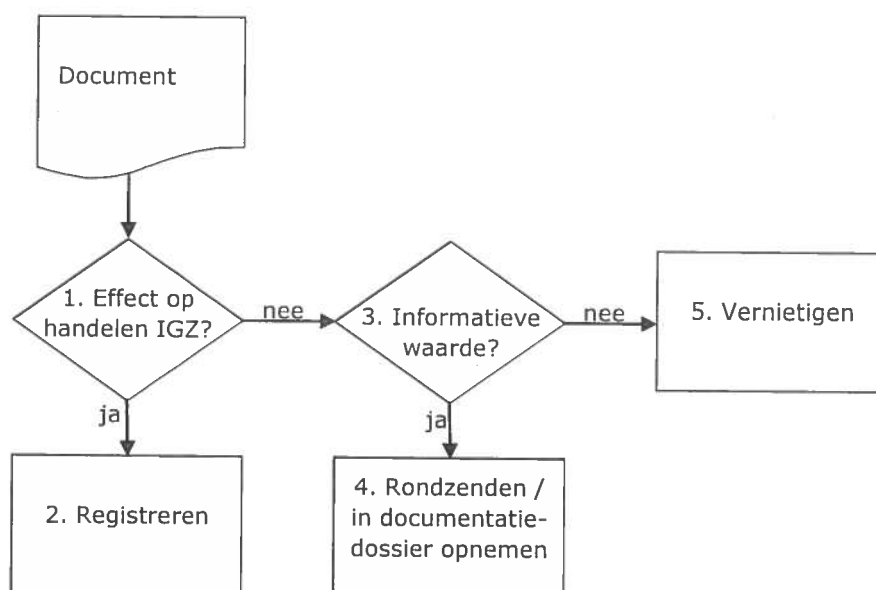 Document
1. Effect op
handelen IGZ?
nee
3. Informatieve
waarde?
nee
5. Vernietigen
ja
ja
2. Registreren
4. Rondzenden /
in documentatie-
dossier opnemen